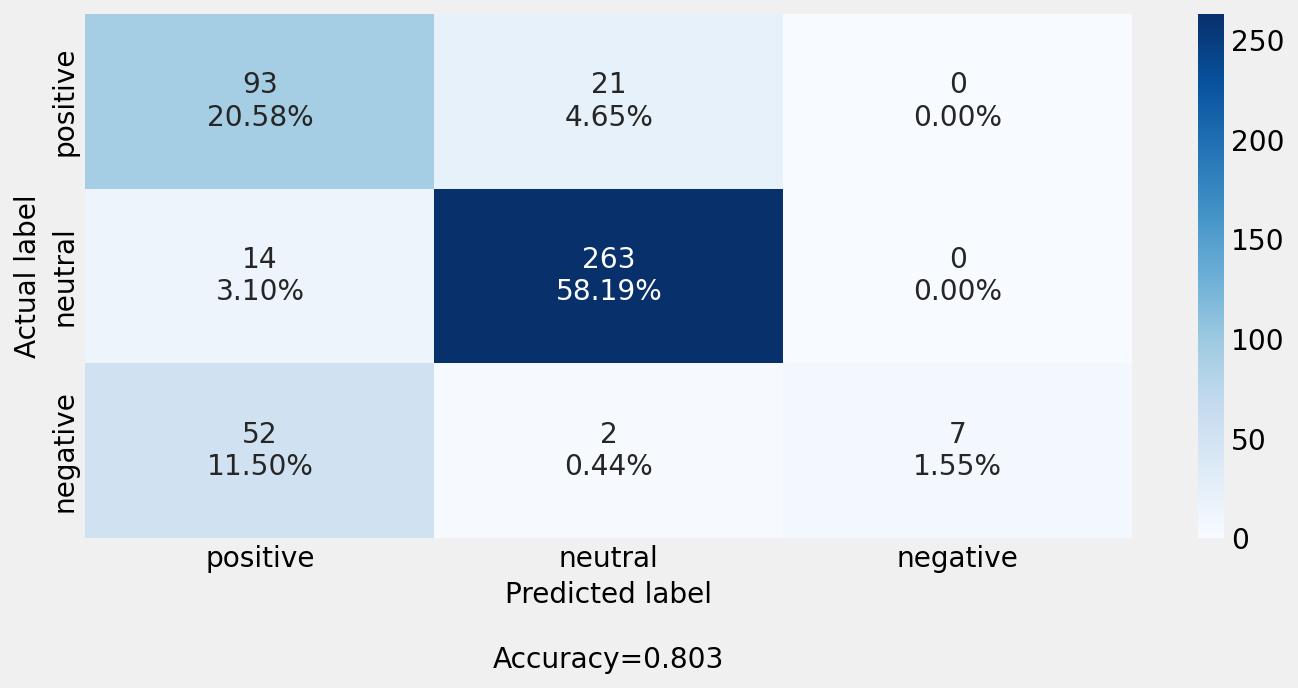 Actual label
positive
93
20.58%
21
4.65%
0
0.00%
neutral
14
3.10%
263
58.19%
0
0.00%
negative
52
11.50%
2
0.44%
7
1.55%
positive
neutral
negative
Predicted label
Accuracy=0.803
250
200
150
100
50
0